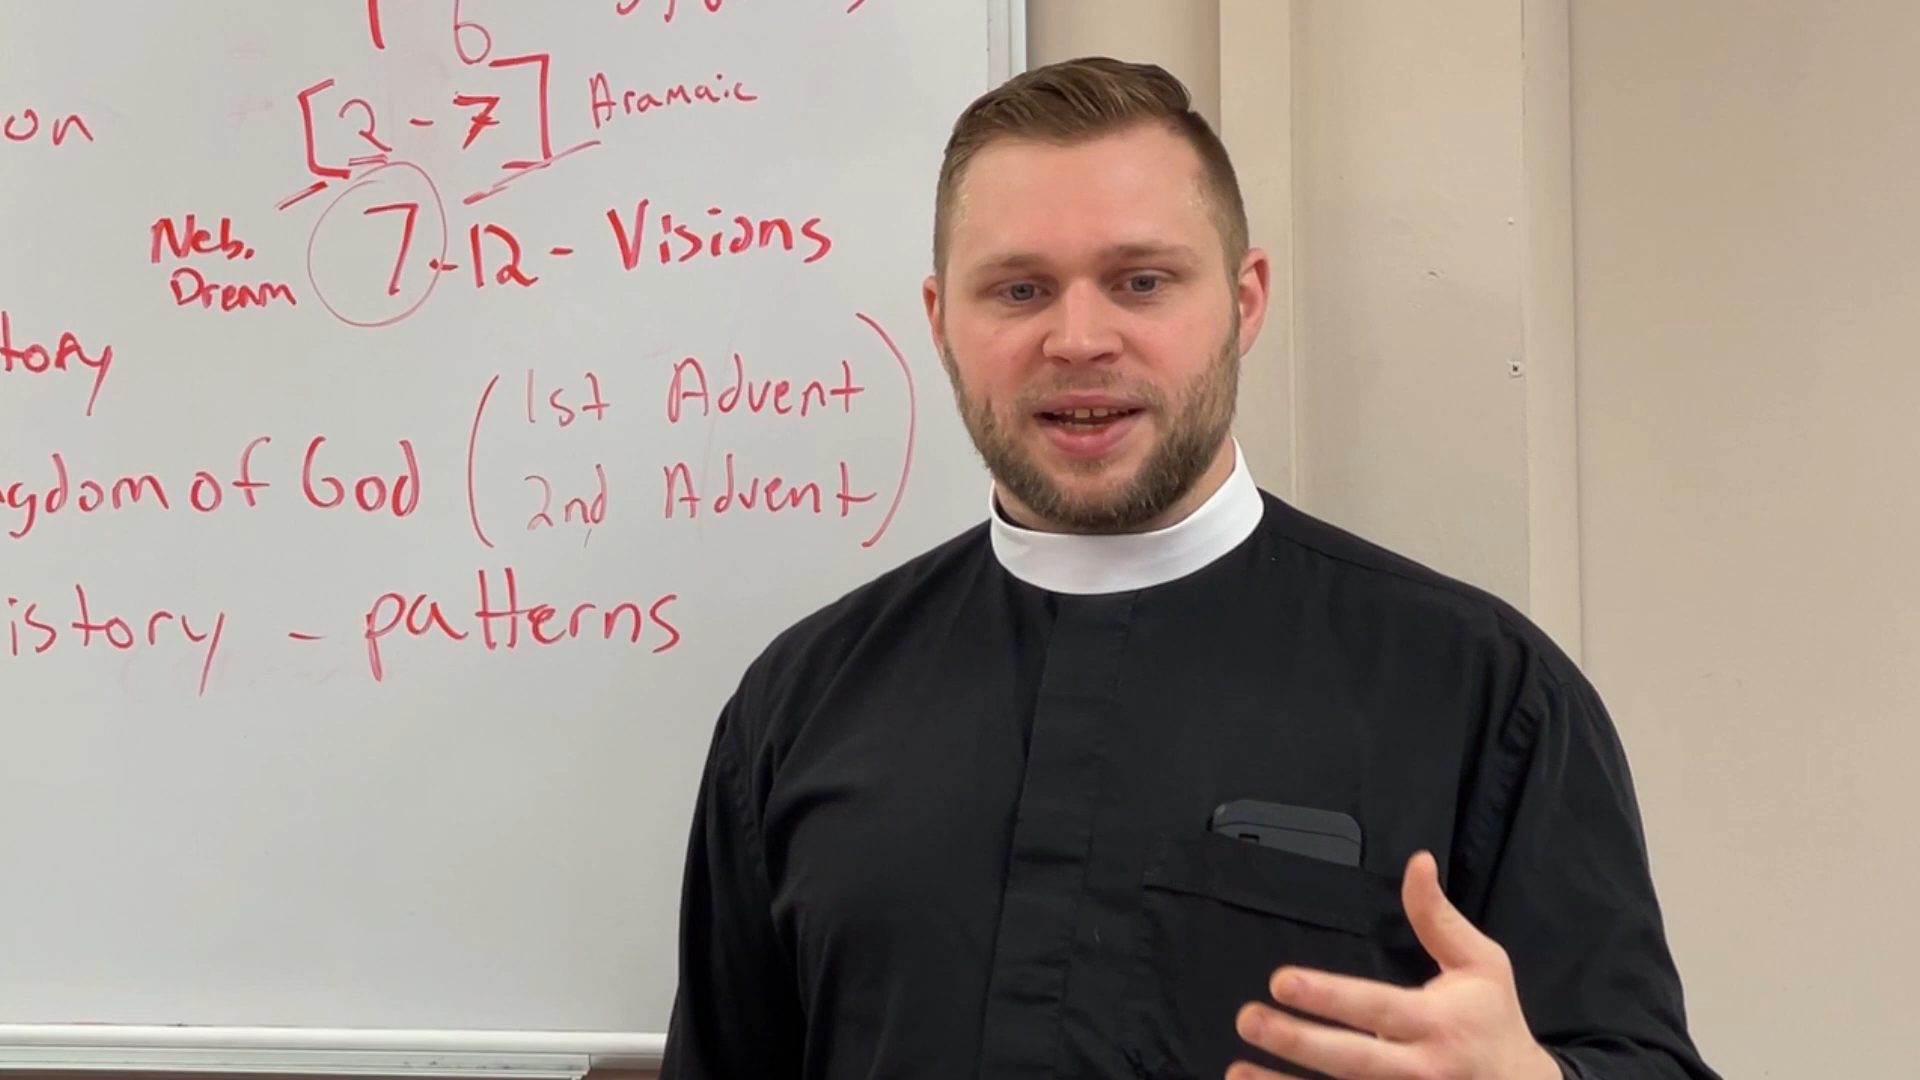 6
on [2-7] Aramaic
Neb. 7-12 - Visions
Dream
tory
(1st Advent
gdom of God 2nd Advent)
istory - patterns